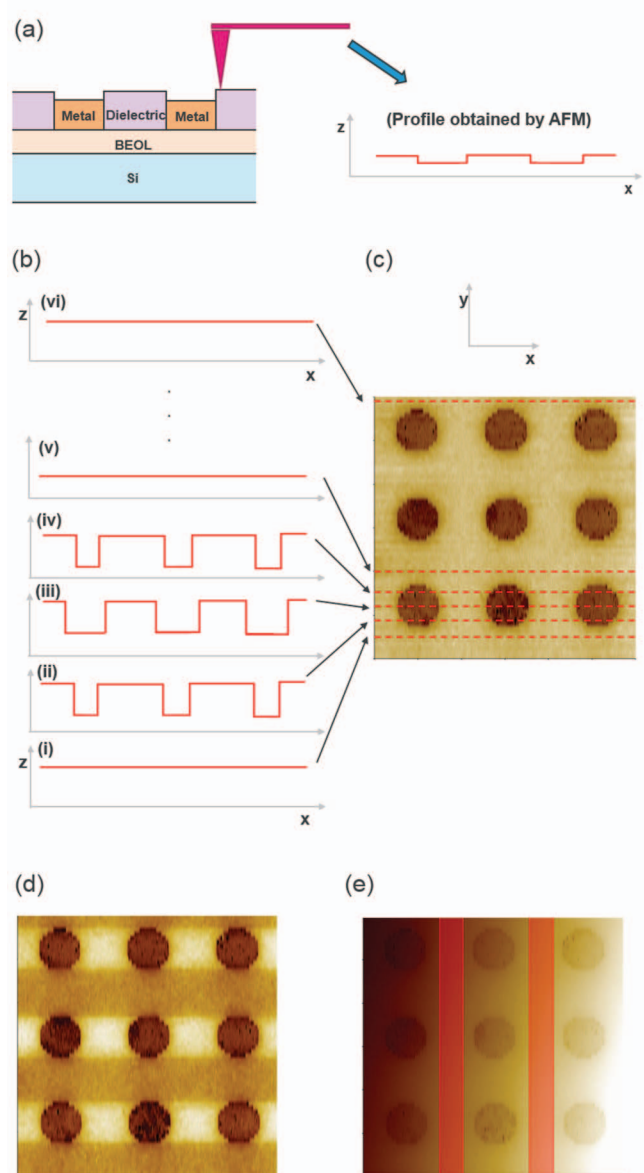 (a)
Metal
Dielectric
Metal
BEOL
Si
(Profile obtained by AFM)
z
x
(b)
(c)
(vi)
z
x
y
x
(v)
(iv)
(iii)
(ii)
(i)
z
x
(d)
(e)